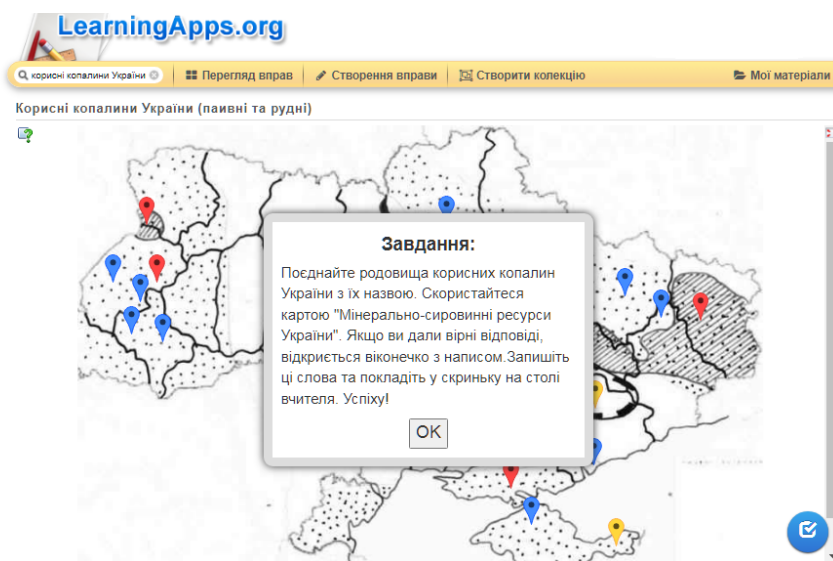 LearningApps.org
корисні копалини України
Перегляд вправ
Створення вправи
Створити колекцію
Мої матеріали
Корисні копалини України (паивні та рудні)
Завдання:
Поєднайте родовища корисних копалин
України з їх назвою. Скористайтеся
картою "Мінерально-сировинні ресурси
України". Якщо ви дали вірні відповіді,
відкриється віконечко з написом.Запишіть
ці слова та покладіть у скриньку на столі
вчителя. Успіху!
OK